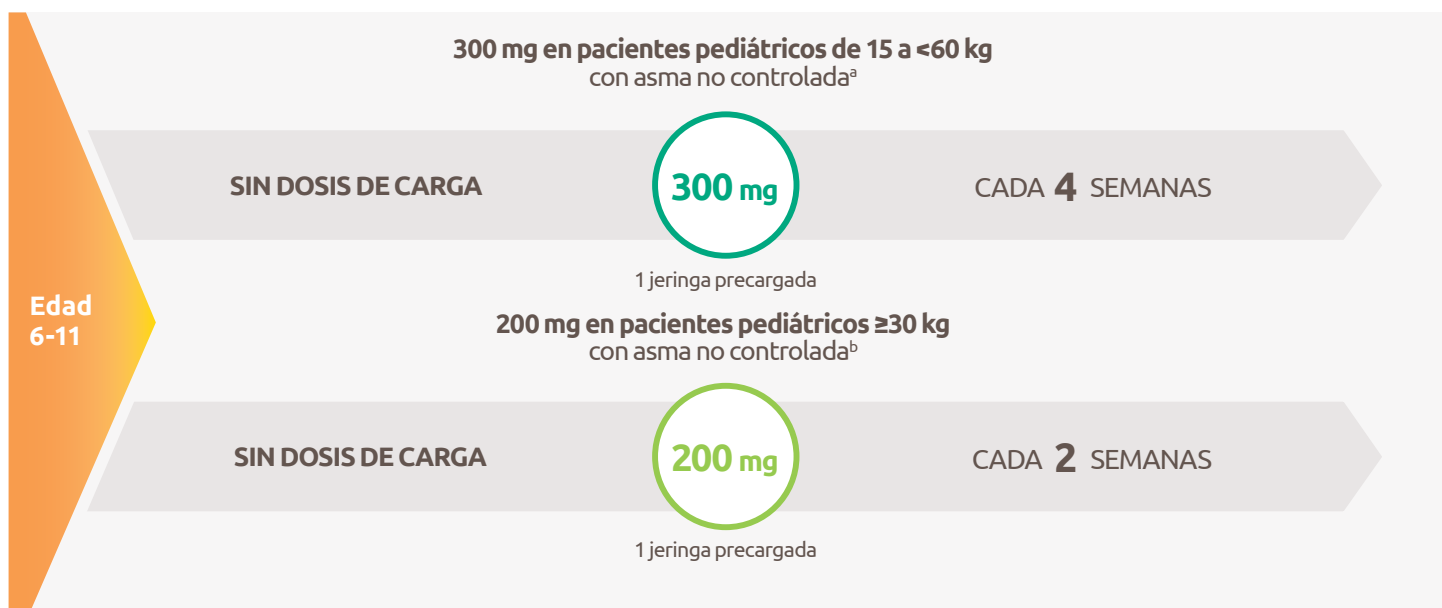 300 mg en pacientes pediátricos de 15 a <60 kg
con asma no controladaᵃ
SIN DOSIS DE CARGA
300 mg
CADA 4 SEMANAS
1 jeringa precargada
Edad
6-11
200 mg en pacientes pediátricos ≥30 kg
con asma no controladaᵇ
SIN DOSIS DE CARGA
200 mg
CADA 2 SEMANAS
1 jeringa precargada